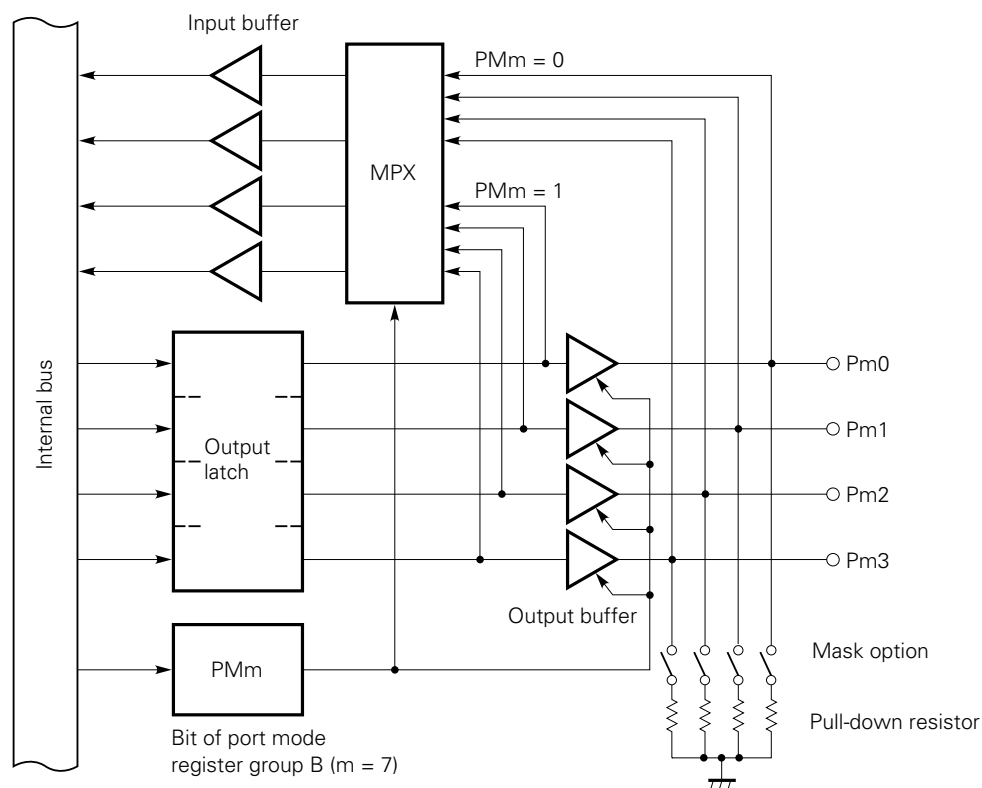 Input buffer
PMm = 0
MPX
PMm = 1
Internal bus
Output
latch
Pm0
Pm1
Pm2
Pm3
Output buffer
PMm
Mask option
Pull-down resistor
Bit of port mode
register group B (m = 7)